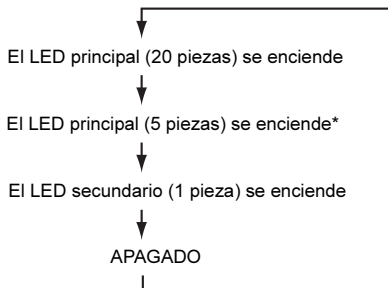 El LED principal (20 piezas) se enciende
El LED principal (5 piezas) se enciende*
El LED secundario (1 pieza) se enciende
APAGADO